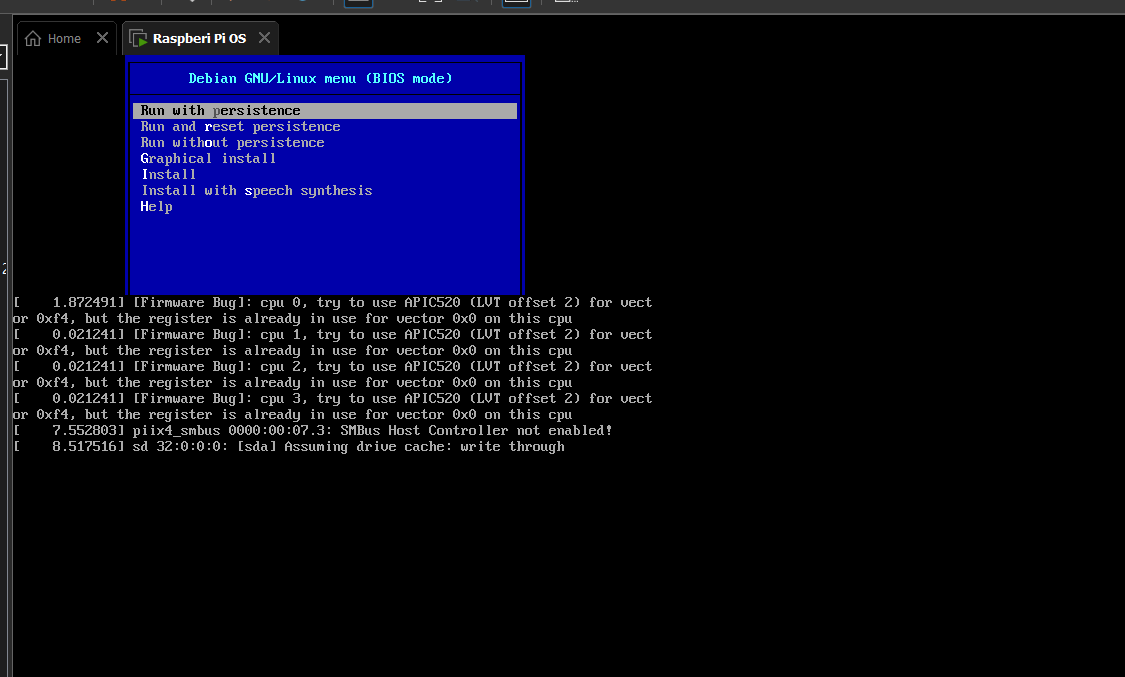 Home
Raspberi Pi OS
Debian GNU/Linux menu (BIOS mode)
Run with persistence
Run and reset persistence
Run without persistence
Graphical install
Install
Install with speech synthesis
Help
[    1.872491] [Firmware Bug]: cpu 0, try to use APIC520 (LVT offset 2) for vect
or 0xf4, but the register is already in use for vector 0x0 on this cpu
[    0.021241] [Firmware Bug]: cpu 1, try to use APIC520 (LVT offset 2) for vect
or 0xf4, but the register is already in use for vector 0x0 on this cpu
[    0.021241] [Firmware Bug]: cpu 2, try to use APIC520 (LVT offset 2) for vect
or 0xf4, but the register is already in use for vector 0x0 on this cpu
[    0.021241] [Firmware Bug]: cpu 3, try to use APIC520 (LVT offset 2) for vect
or 0xf4, but the register is already in use for vector 0x0 on this cpu
[    7.552803] piix4_smbus 0000:00:07.3: SMBus Host Controller not enabled!
[    8.517516] sd 32:0:0:0: [sda] Assuming drive cache: write through